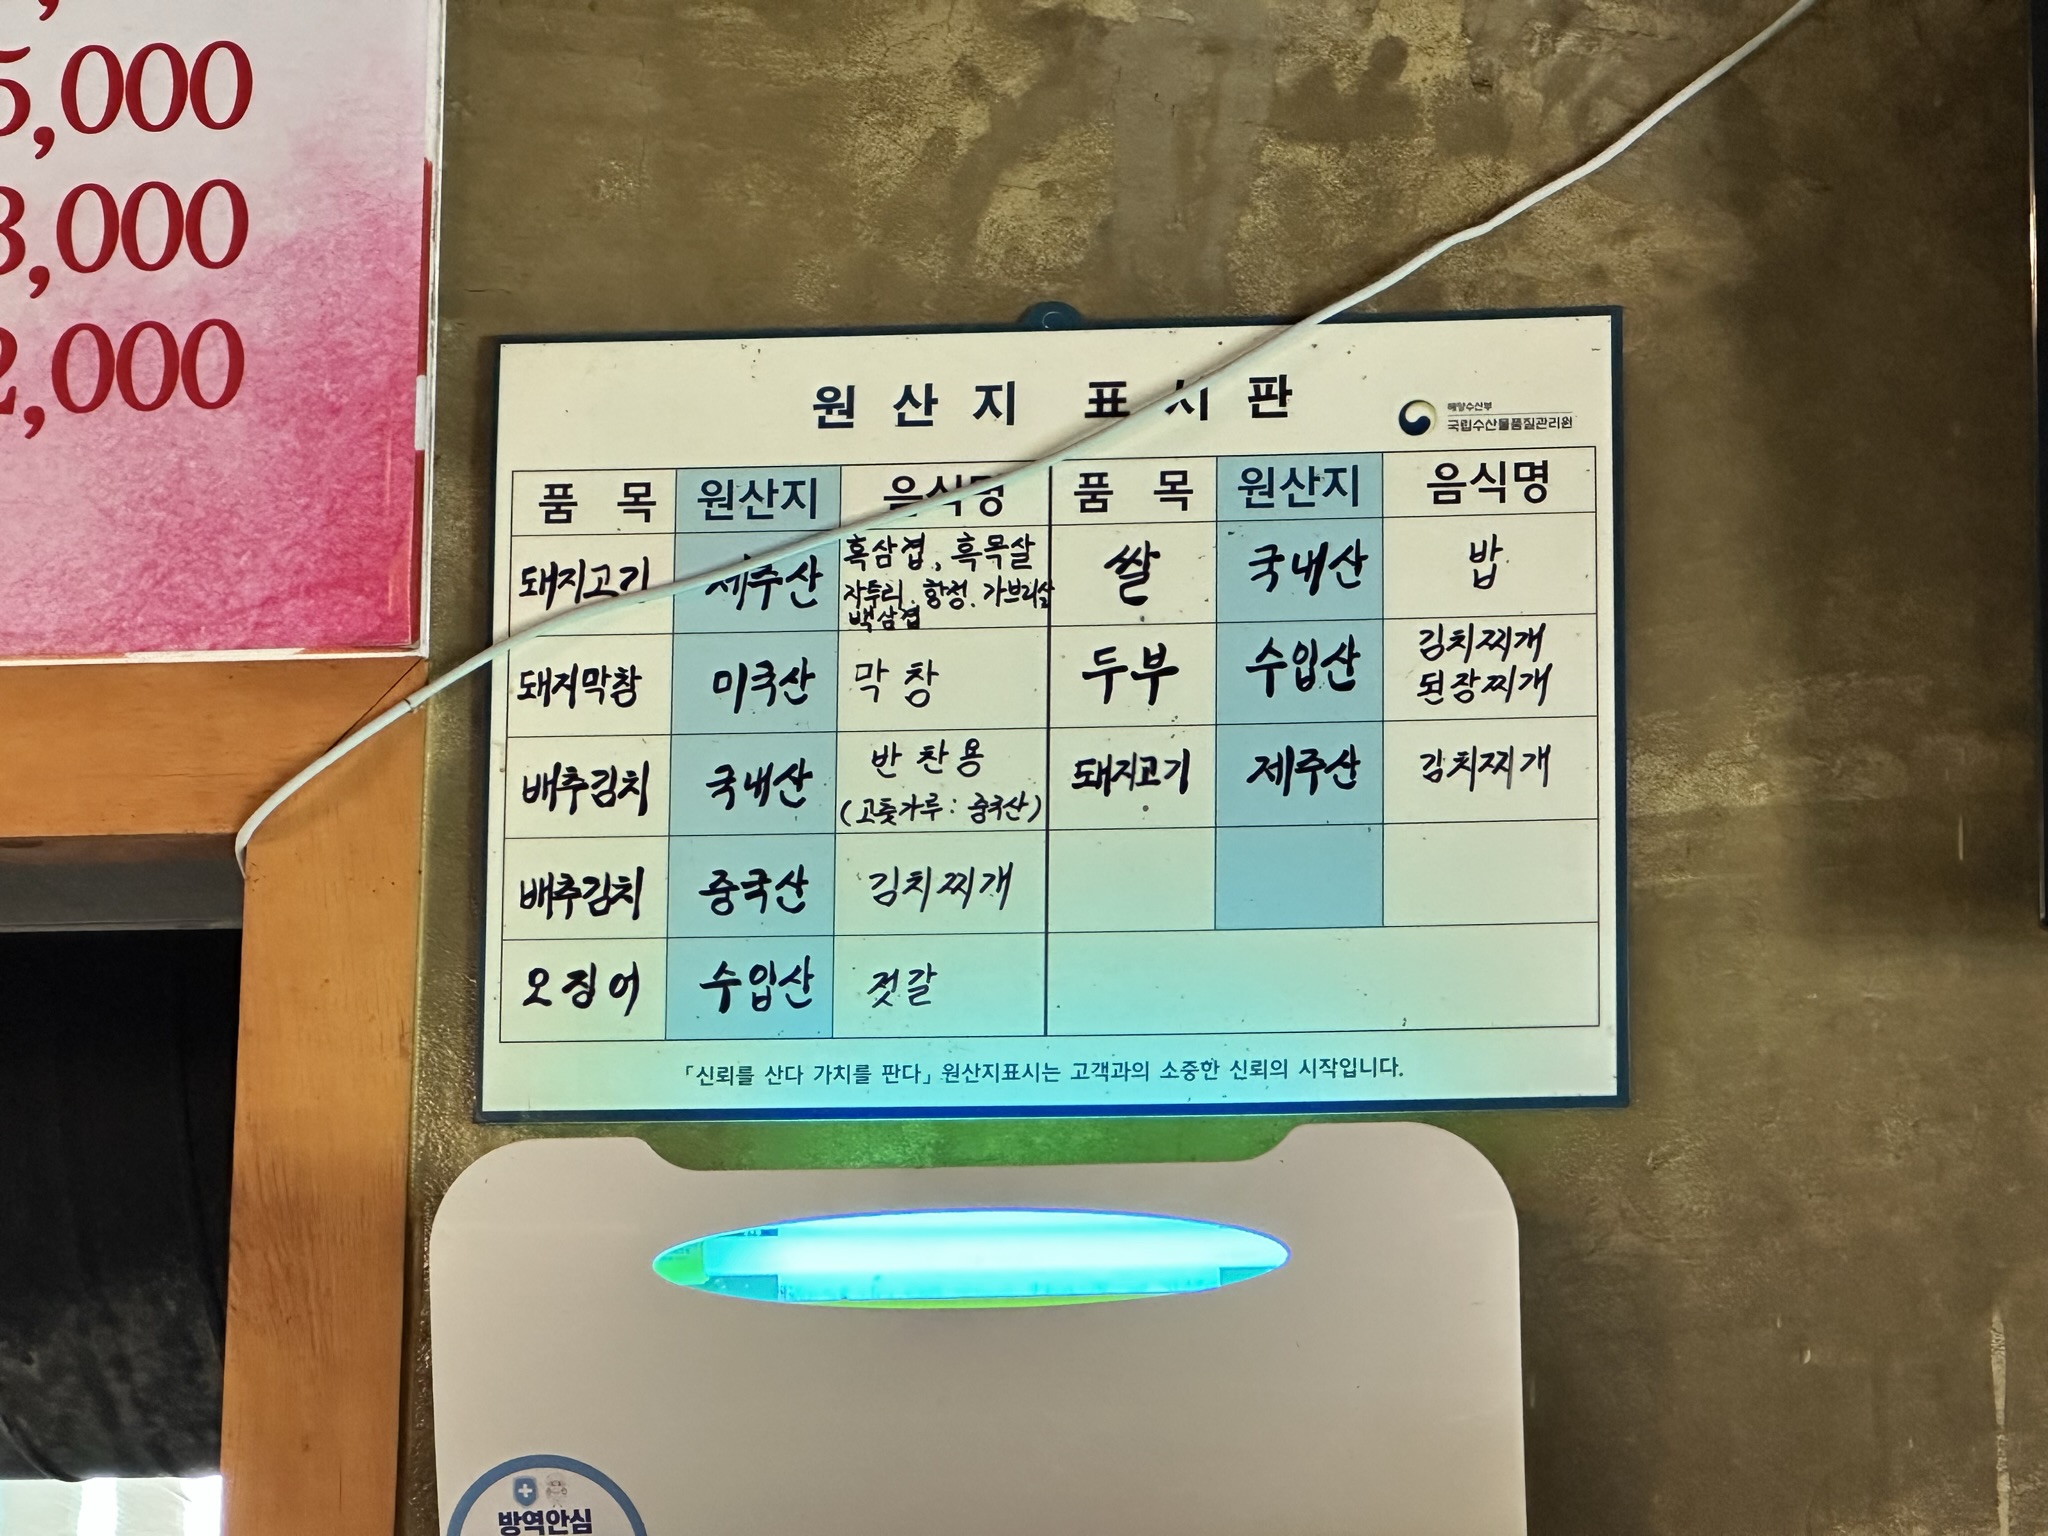 5,000
3,000
2,000
원산지 표시판
해양수산부
국립수산물품질관리원
품 목 원산지 음식명 품 목 원산지 음식명
돼지고기 제주산 흑삼겹, 흑목살
자투리. 항정. 가브리살
백삼겹
쌀 국내산 밥
돼지막창 미국산 막창
두부 수입산 김치찌개
된장찌개
배추김치 국내산 반찬용
(고춧가루 : 중국산)
돼지고기 제주산 김치찌개
배추김치 중국산 김치찌개
오징어 수입산 젓갈
「신뢰를 산다 가치를 판다」 원산지표시는 고객과의 소중한 신뢰의 시작입니다.
방역안심